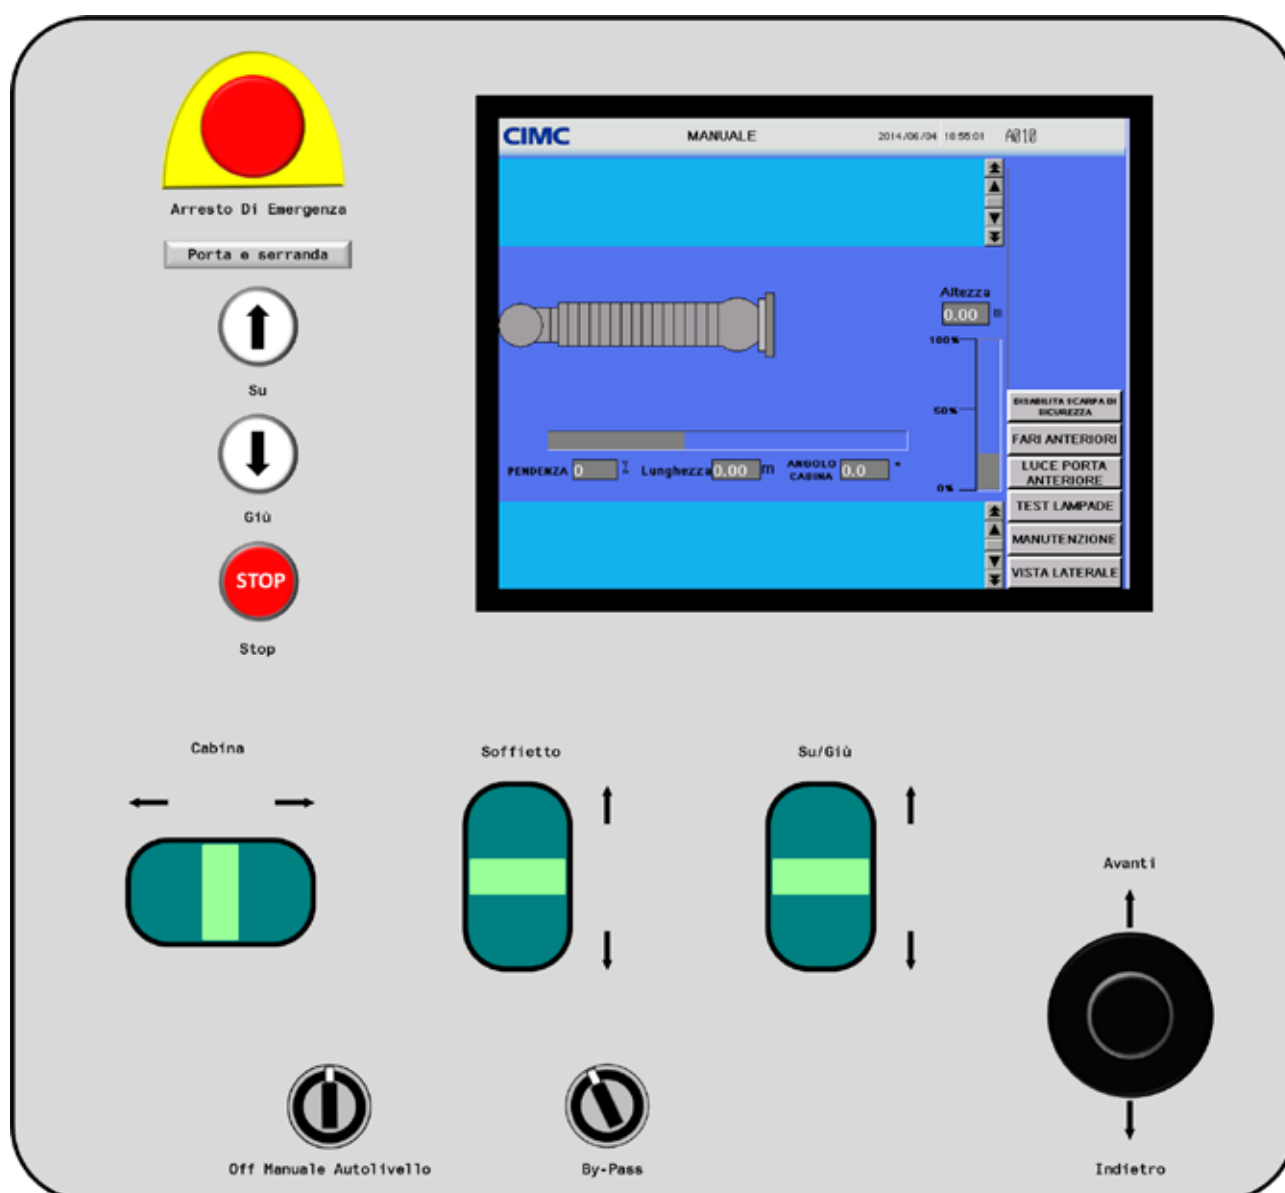 Arresto Di Emergenza
Porta e serranda
Su
Giù
STOP
Stop
CIMC MANUALE 2014/06/04 18:55:01 A010
Altezza
0.00 m
100%
50%
0%
PENDENZA 0 % Lunghezza 0.00 m ANGOLO CABINA 0.0 °
DISABILITA SCARPA DI
SICUREZZA
FARI ANTERIORI
LUCE PORTA
ANTERIORE
TEST LAMPADE
MANUTENZIONE
VISTA LATERALE
Cabina
Soffietto
Su/Giù
Avanti
Indietro
Off Manuale Autolivello
By-Pass